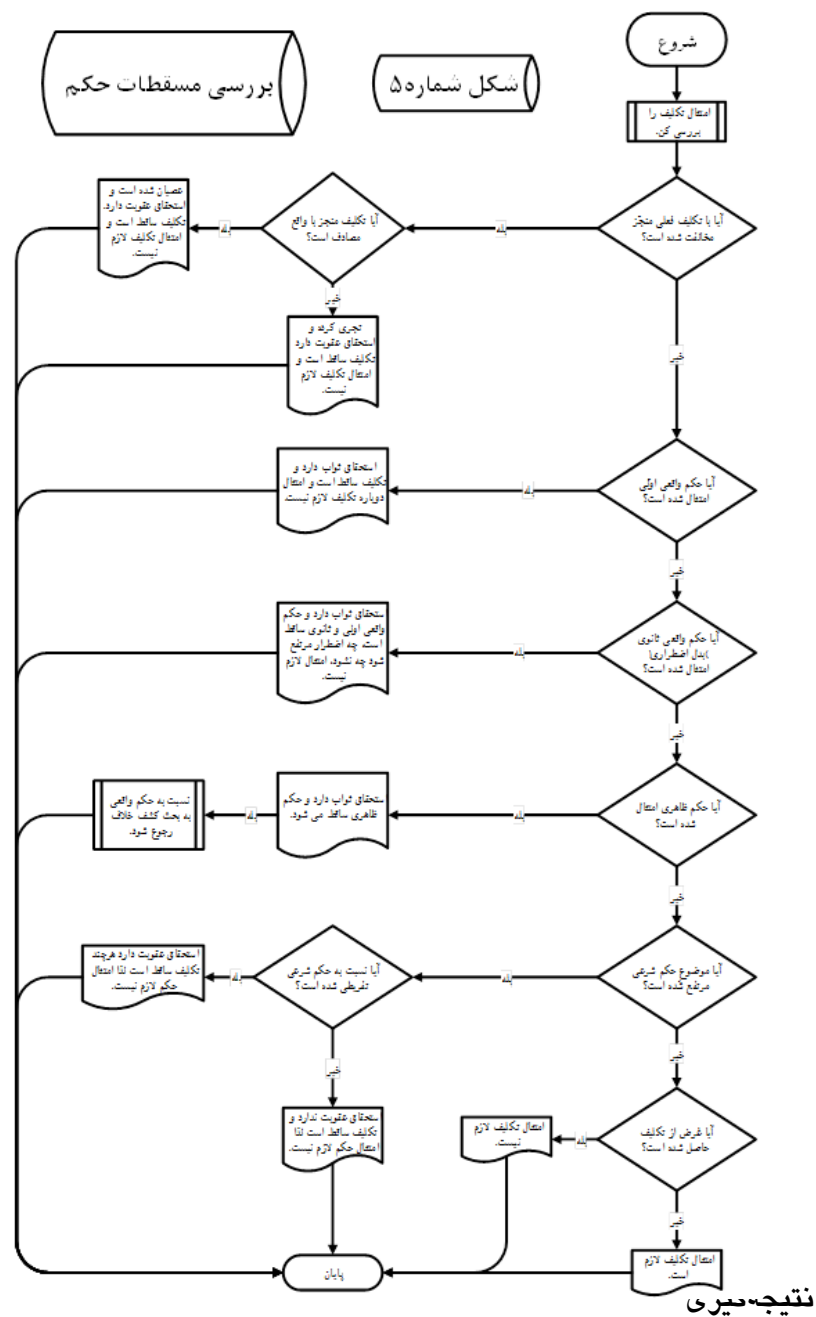 شروع
شکل شماره۵
بررسی مسقطات حکم
امتثال تکلیف را
بررسی کن.
آیا با تکلیف فعلی منجّز
مخالفت شده است؟
بله
آیا تکلیف منجز با واقع
مصادف است؟
بله
عصیان شده است و
استحقاق عقوبت دارد.
تکلیف ساقط است و
امتثال تکلیف لازم
نیست.
خیر
تجری کرده و
استحقاق عقوبت دارد
تکلیف ساقط است و
امتثال تکلیف لازم
نیست.
خیر
آیا حکم واقعی اولی
امتثال شده است؟
بله
استحقاق ثواب دارد و
تکلیف ساقط است و امتثال
دوباره تکلیف لازم نیست.
خیر
آیا حکم واقعی ثانوی
)بدل اضطراری(
امتثال شده است؟
بله
ستحقاق ثواب دارد و حکم
واقعی اولی و ثانوی ساقط
است، چه اضطرار مرتفع
شود چه نشود، امتثال لازم
نیست.
خیر
آیا حکم ظاهری امتثال
شده است؟
بله
ستحقاق ثواب دارد و حکم
ظاهری ساقط می شود.
بله
نسبت به حکم واقعی
به بحث کشف خلاف
رجوع شود.
خیر
آیا موضوع حکم شرعی
مرتفع شده است؟
بله
آیا نسبت به حکم شرعی
تفریطی شده است؟
بله
استحقاق عقوبت دارد هرچند
تکلیف ساقط است لذا امتثال
حکم لازم نیست.
خیر
ستحقاق عقوبت ندارد و
تکلیف ساقط است لذا
امتثال حکم لازم نیست.
خیر
آیا غرض از تکلیف
حاصل شده است؟
بله
امتثال تکلیف لازم
نیست.
خیر
امتثال تکلیف لازم
است.
پایان
نتیجه‌گیری